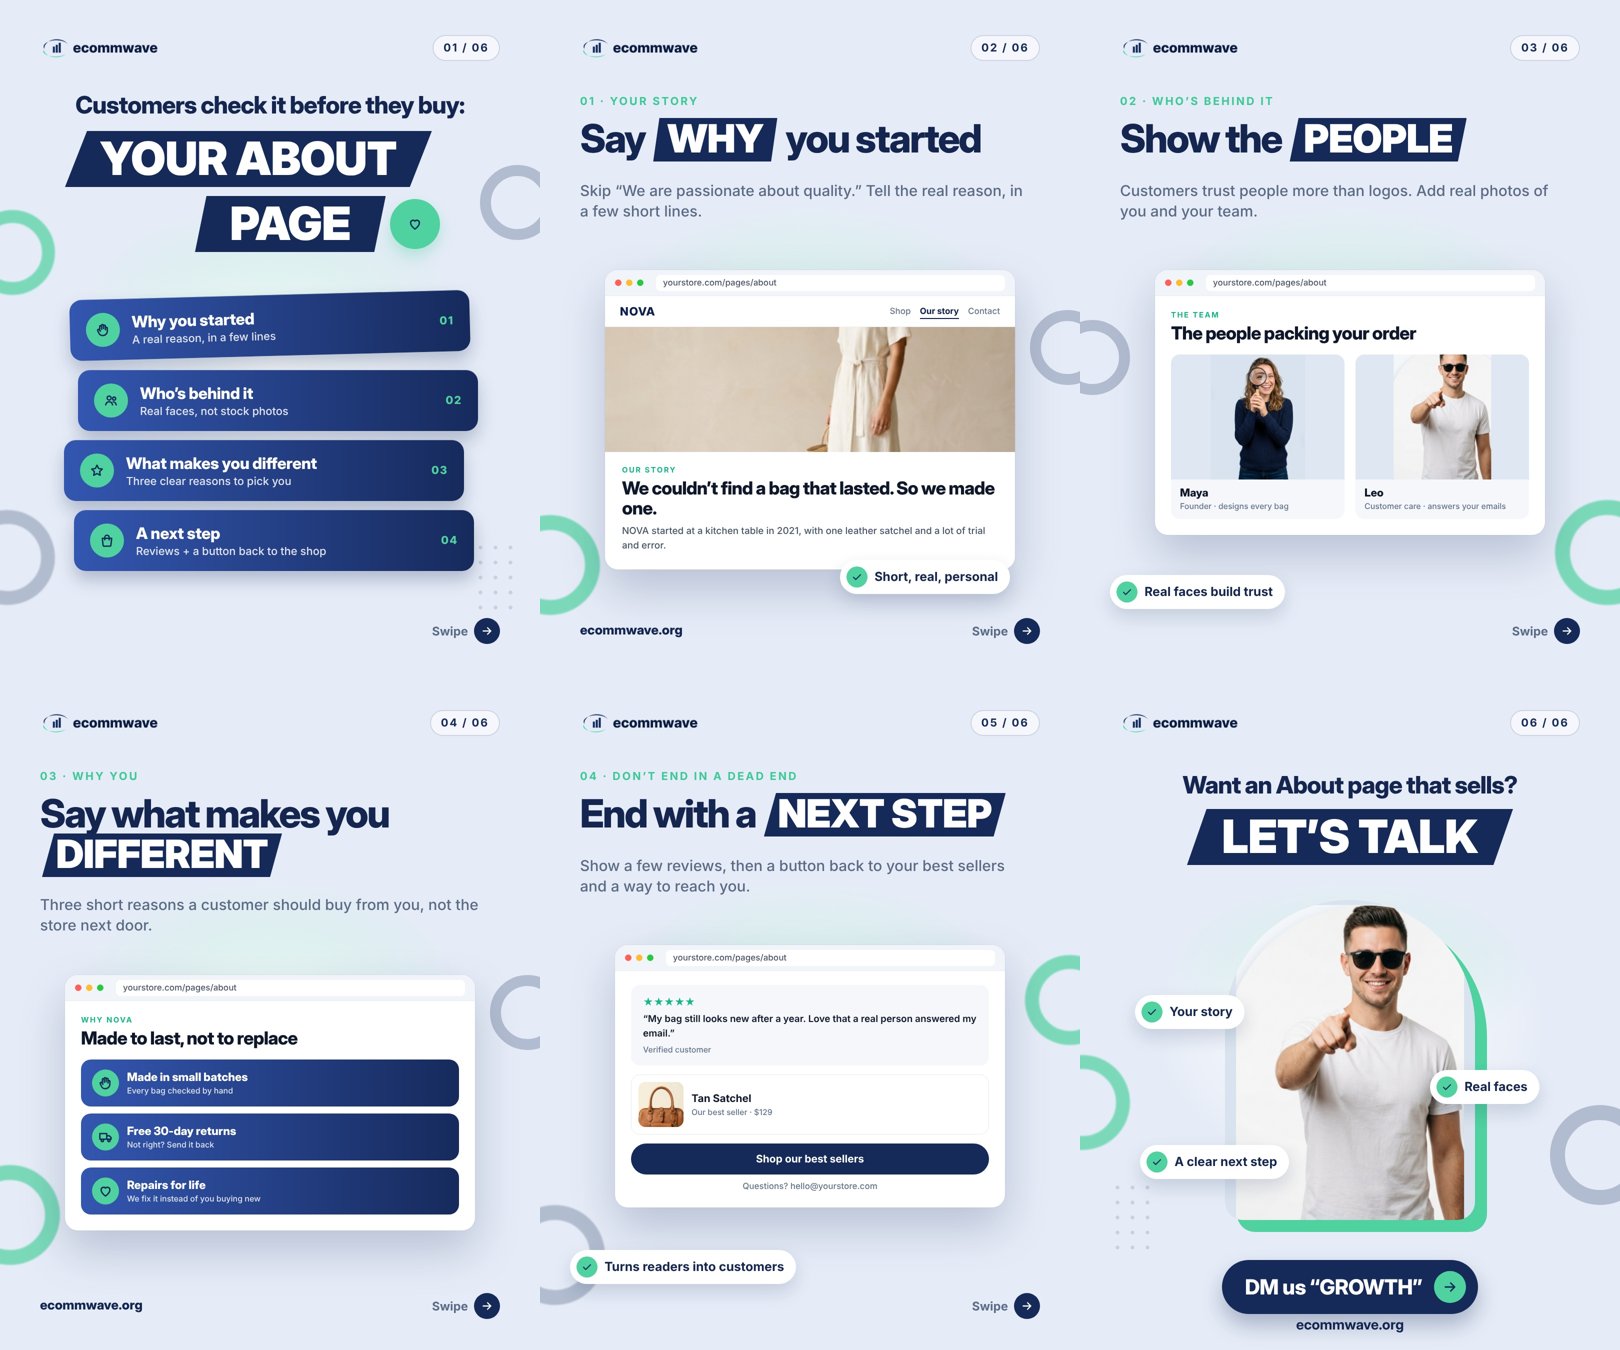 ecommwave
01 / 06
Customers check it before they buy:
YOUR ABOUT
PAGE
Why you started
A real reason, in a few lines
01
Who's behind it
Real faces, not stock photos
02
What makes you different
Three clear reasons to pick you
03
A next step
Reviews + a button back to the shop
04
Swipe
ecommwave
02 / 06
01 · YOUR STORY
Say WHY you started
Skip “We are passionate about quality.” Tell the real reason, in
a few short lines.
yourstore.com/pages/about
NOVA
Shop Our story Contact
OUR STORY
We couldn’t find a bag that lasted. So we made
one.
NOVA started at a kitchen table in 2021, with one leather satchel and a lot of trial
and error.
Short, real, personal
ecommwave.org
Swipe
ecommwave
03 / 06
02 · WHO’S BEHIND IT
Show the PEOPLE
Customers trust people more than logos. Add real photos of
you and your team.
yourstore.com/pages/about
THE TEAM
The people packing your order
Maya
Founder · designs every bag
Leo
Customer care · answers your emails
Real faces build trust
Swipe
ecommwave
04 / 06
03 · WHY YOU
Say what makes you
DIFFERENT
Three short reasons a customer should buy from you, not the
store next door.
yourstore.com/pages/about
WHY NOVA
Made to last, not to replace
Made in small batches
Every bag checked by hand
Free 30-day returns
Not right? Send it back
Repairs for life
We fix it instead of you buying new
ecommwave.org
Swipe
ecommwave
05 / 06
04 · DON’T END IN A DEAD END
End with a NEXT STEP
Show a few reviews, then a button back to your best sellers
and a way to reach you.
yourstore.com/pages/about
★★★★★
“My bag still looks new after a year. Love that a real person answered my
email.”
Verified customer
Tan Satchel
Our best seller · $129
Shop our best sellers
Questions? hello@yourstore.com
Turns readers into customers
Swipe
ecommwave
06 / 06
Want an About page that sells?
LET’S TALK
Your story
Real faces
A clear next step
DM us “GROWTH”
ecommwave.org